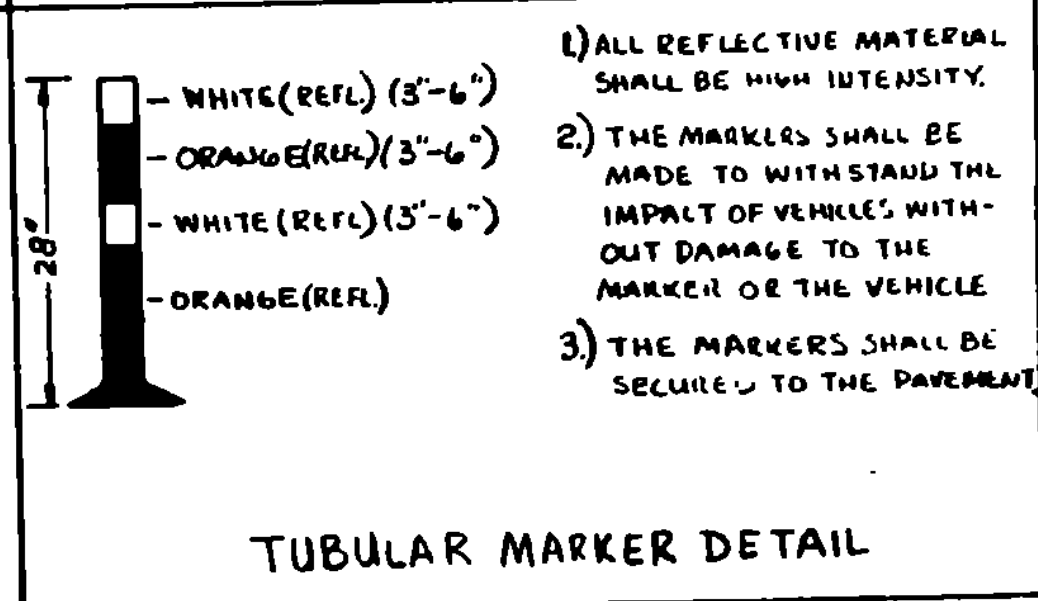 WHITE(REFL.) (3"-6")
ORANGE(REFL)(3"-6")
WHITE(REFL) (3"-6")
ORANGE(REFL.)
28"
1.) ALL REFLECTIVE MATERIAL
SHALL BE HIGH INTENSITY.
2.) THE MARKERS SHALL BE
MADE TO WITHSTAND THE
IMPACT OF VEHICLES WITH-
OUT DAMAGE TO THE
MARKER OR THE VEHICLE
3.) THE MARKERS SHALL BE
SECURED TO THE PAVEMENT
TUBULAR MARKER DETAIL